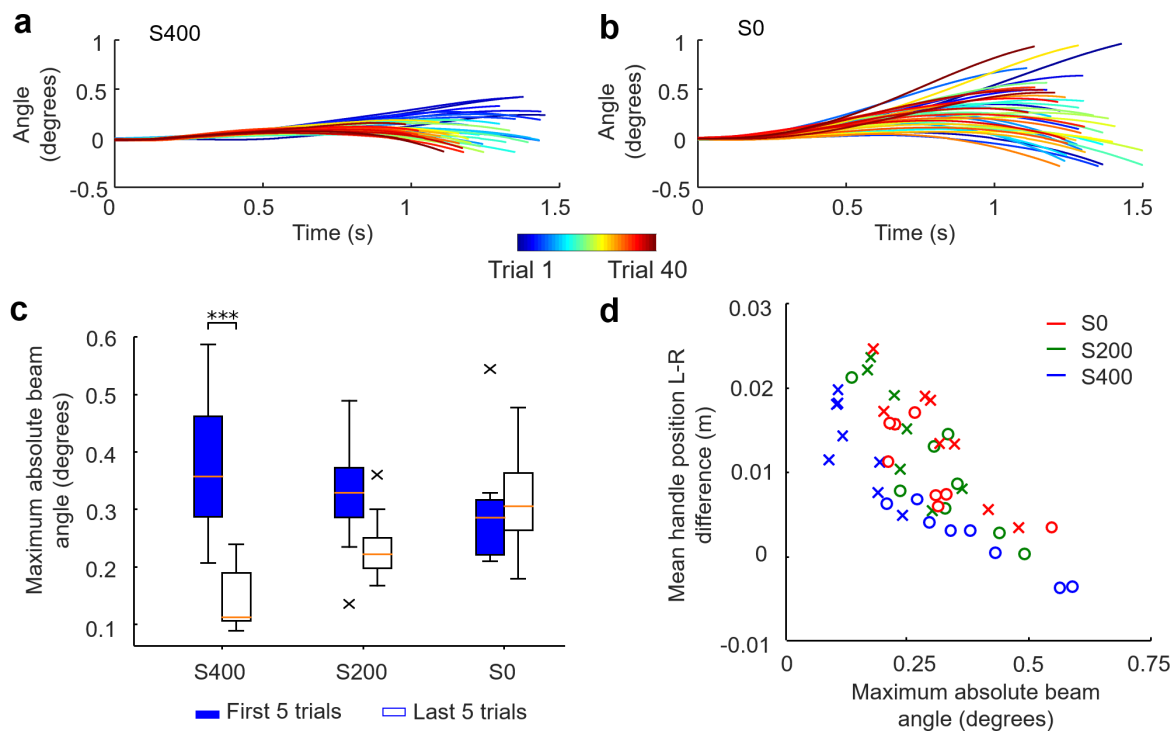 a
S400
1
0.5
0
-0.5
Angle
(degrees)
0
0.5
1
1.5
Time (s)
b
S0
1
0.5
0
-0.5
Angle
(degrees)
0
0.5
1
1.5
Time (s)
Trial 1
Trial 40
c
***
0.6
0.5
0.4
0.3
0.2
0.1
Maximum absolute beam
angle (degrees)
S400
S200
S0
First 5 trials
Last 5 trials
d
0.03
0.02
0.01
0
-0.01
Mean handle position L-R
difference (m)
S0
S200
S400
0
0.25
0.5
0.75
Maximum absolute beam
angle (degrees)